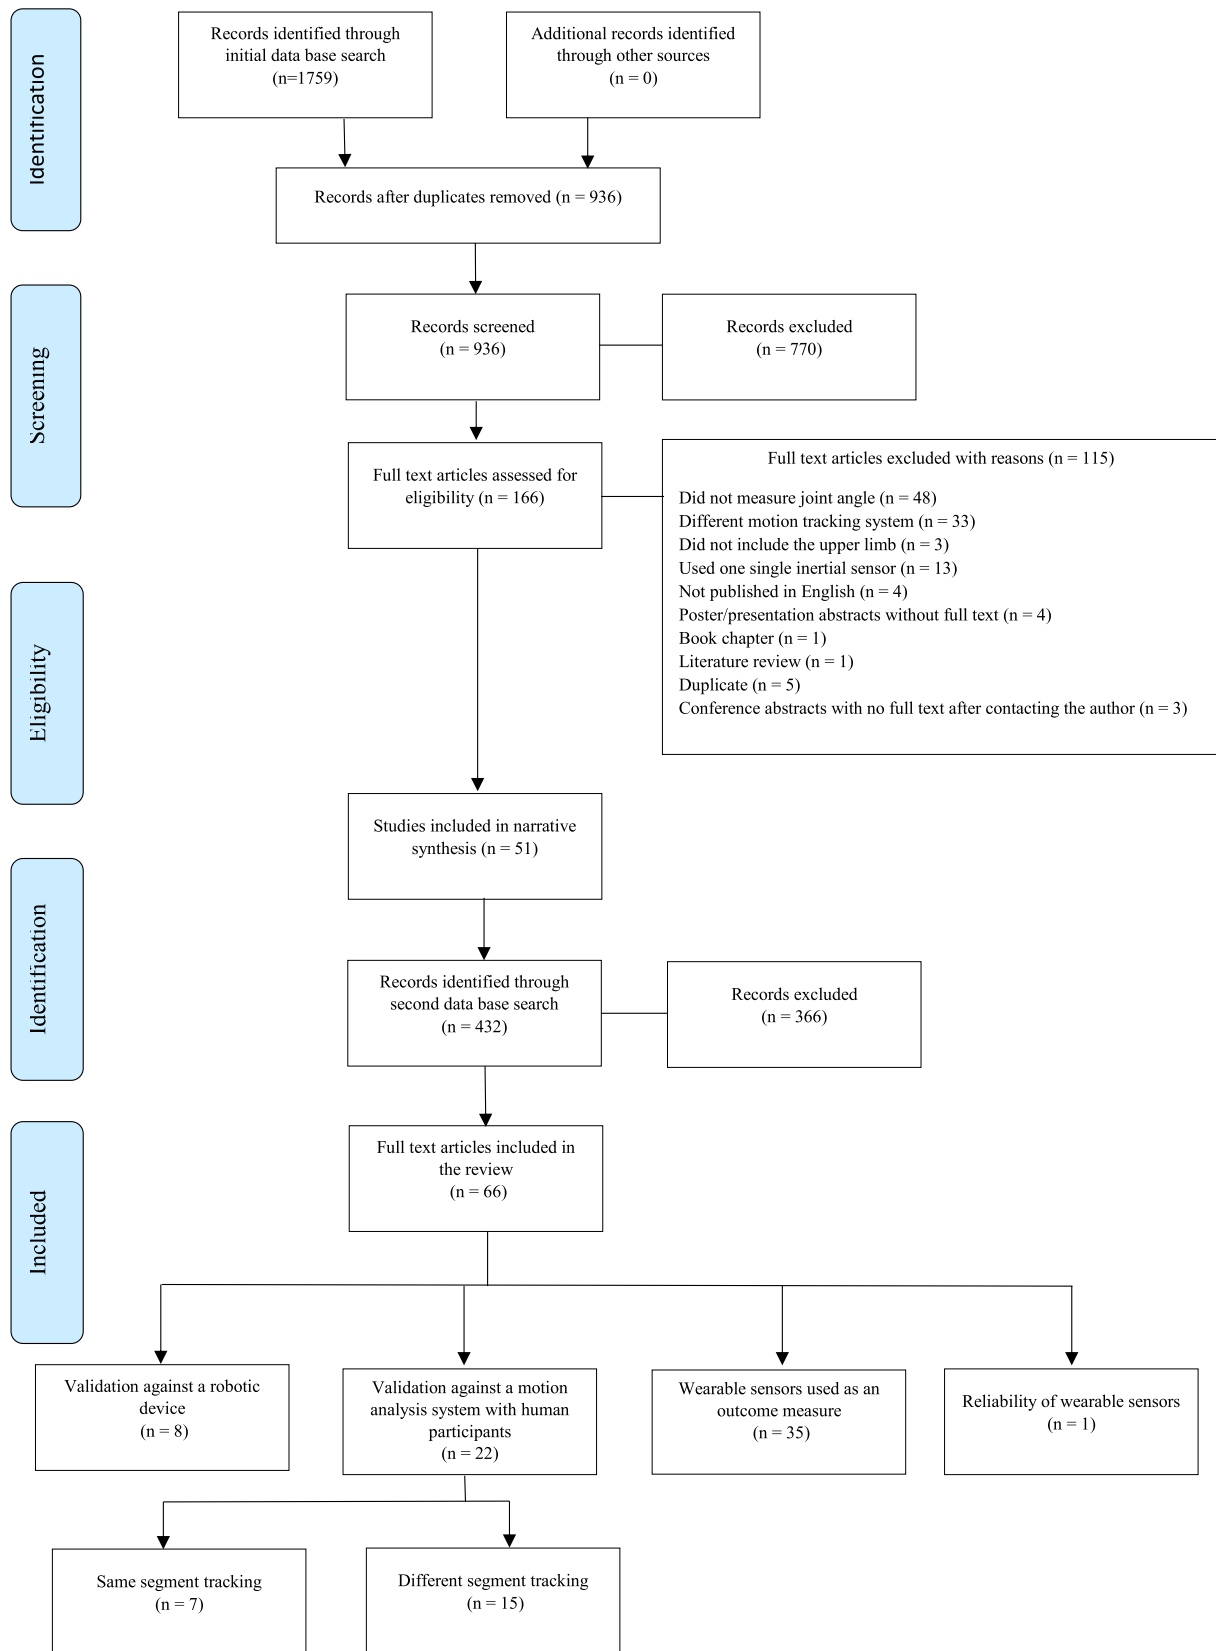 Identification
Records identified through
initial data base search
(n=1759)
Additional records identified
through other sources
(n = 0)
Records after duplicates removed (n = 936)
Screening
Records screened
(n = 936)
Records excluded
(n = 770)
Full text articles assessed for
eligibility (n = 166)
Full text articles excluded with reasons (n = 115)
Did not measure joint angle (n = 48)
Different motion tracking system (n = 33)
Did not include the upper limb (n = 3)
Used one single inertial sensor (n = 13)
Not published in English (n = 4)
Poster/presentation abstracts without full text (n = 4)
Book chapter (n = 1)
Literature review (n = 1)
Duplicate (n = 5)
Conference abstracts with no full text after contacting the author (n = 3)
Eligibility
Studies included in narrative
synthesis (n = 51)
Identification
Records identified through
second data base search
(n = 432)
Records excluded
(n = 366)
Included
Full text articles included in
the review
(n = 66)
Validation against a robotic
device
(n = 8)
Validation against a motion
analysis system with human
participants
(n = 22)
Wearable sensors used as an
outcome measure
(n = 35)
Reliability of wearable sensors
(n = 1)
Same segment tracking
(n = 7)
Different segment tracking
(n = 15)